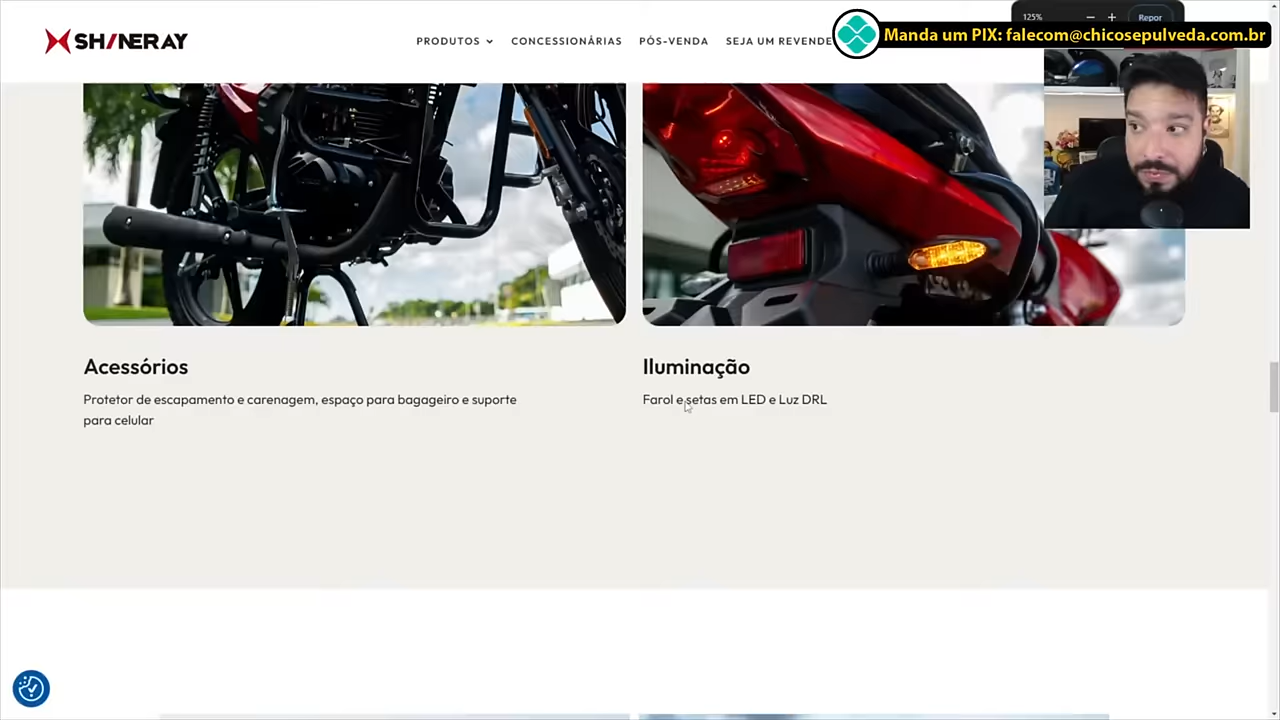 125%
Repor
Manda um PIX: falecom@chicosepulveda.com.br
SHINERAY
PRODUTOS
CONCESSIONÁRIAS
PÓS-VENDA
SEJA UM REVENDE
Acessórios
Protetor de escapamento e carenagem, espaço para bagageiro e suporte
para celular
Iluminação
Farol e setas em LED e Luz DRL